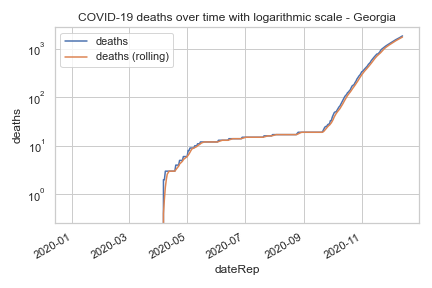 COVID-19 deaths over time with logarithmic scale - Georgia
deaths
deaths (rolling)
10³
10²
10¹
10⁰
deaths
2020-01
2020-03
2020-05
2020-07
2020-09
2020-11
dateRep